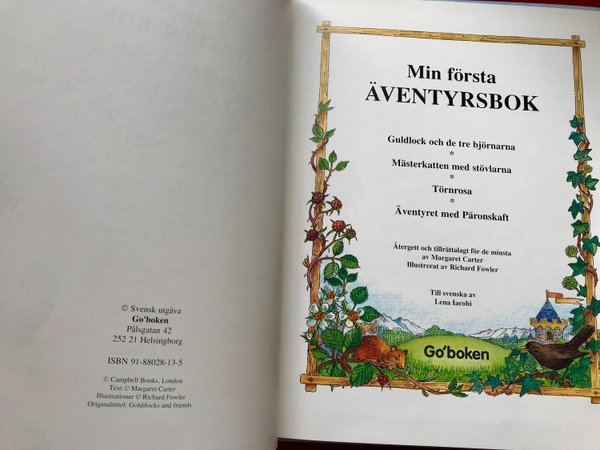 © Svensk utgåva
Go'boken
Pålsgatan 42
252 21 Helsingborg
ISBN 91-88028-13-5
© Campbell Books, London
Text © Margaret Carter
Illustrationer © Richard Fowler
Originaltittel: Goldilocks and friends
Min första
ÄVENTYRSBOK
Guldlock och de tre björnarna
*
Mästerkatten med stövlarna
*
Törnrosa
*
Äventyret med Päronskaft
Återgett och tillrättalagt för de minsta
av Margaret Carter
Illustrerat av Richard Fowler
Till svenska av
Lena Iacobi
Go'boken